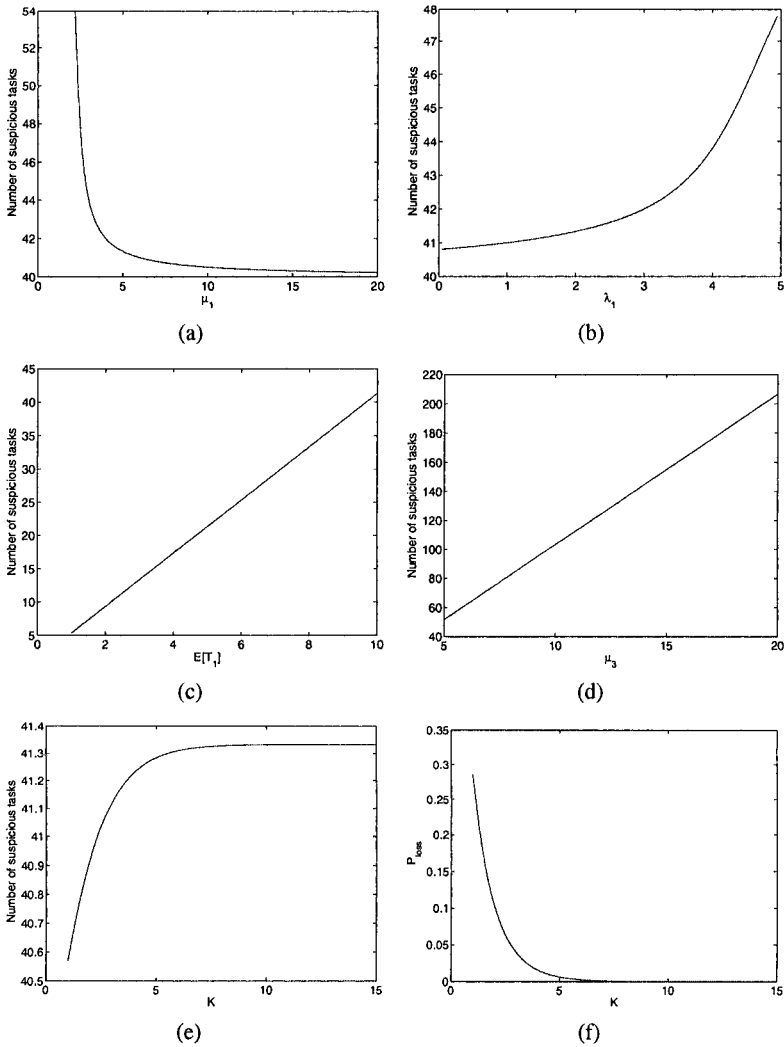 54
52
50
48
46
44
42
40
Number of suspicious tasks
0 5 10 15 20
μ1
(a)
48
47
46
45
44
43
42
41
40
Number of suspicious tasks
0 1 2 3 4 5
λ1
(b)
45
40
35
30
25
20
15
10
5
Number of suspicious tasks
0 2 4 6 8 10
E[T1]
(c)
220
200
180
160
140
120
100
80
60
40
Number of suspicious tasks
5 10 15 20
μ3
(d)
41.4
41.3
41.2
41.1
41
40.9
40.8
40.7
40.6
40.5
Number of suspicious tasks
0 5 10 15
K
(e)
0.35
0.3
0.25
0.2
0.15
0.1
0.05
0
Ploss
0 5 10 15
K
(f)